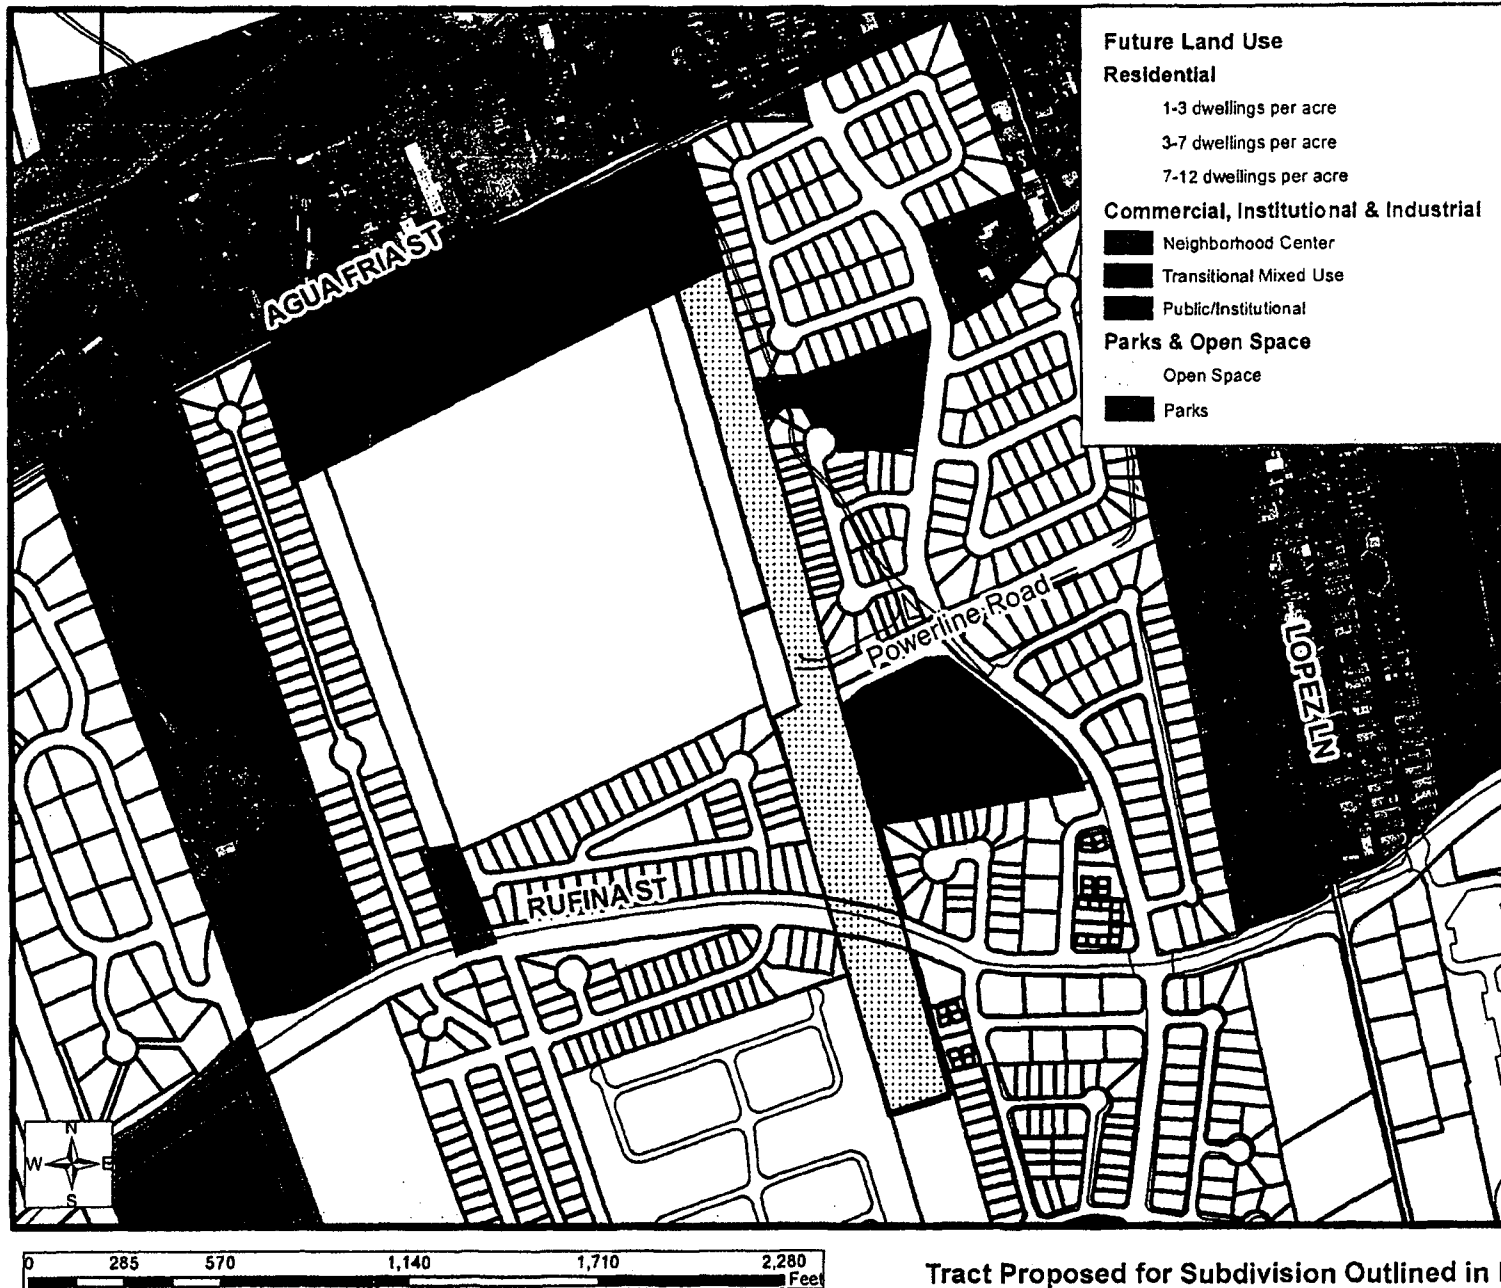 Future Land Use
Residential
1-3 dwellings per acre
3-7 dwellings per acre
7-12 dwellings per acre
Commercial, Institutional & Industrial
Neighborhood Center
Transitional Mixed Use
Public/Institutional
Parks & Open Space
Open Space
Parks
AGUA FRIA ST
Powerline Road
LOPEZ LN
RUFINA ST
N
W E
S
0 285 570 1,140 1,710 2,280
Feet
Tract Proposed for Subdivision Outlined in